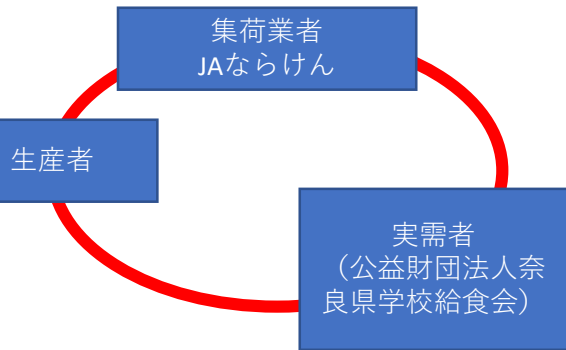 集荷業者
JAならけん
生産者
実需者
（公益財団法人奈
良県学校給食会）